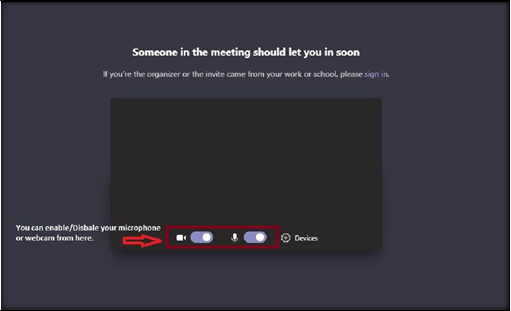 Someone in the meeting should let you in soon
If you're the organizer or the invite came from your work or school, please sign in.
You can enable/Disbale your microphone
or webcam from here.
Devices